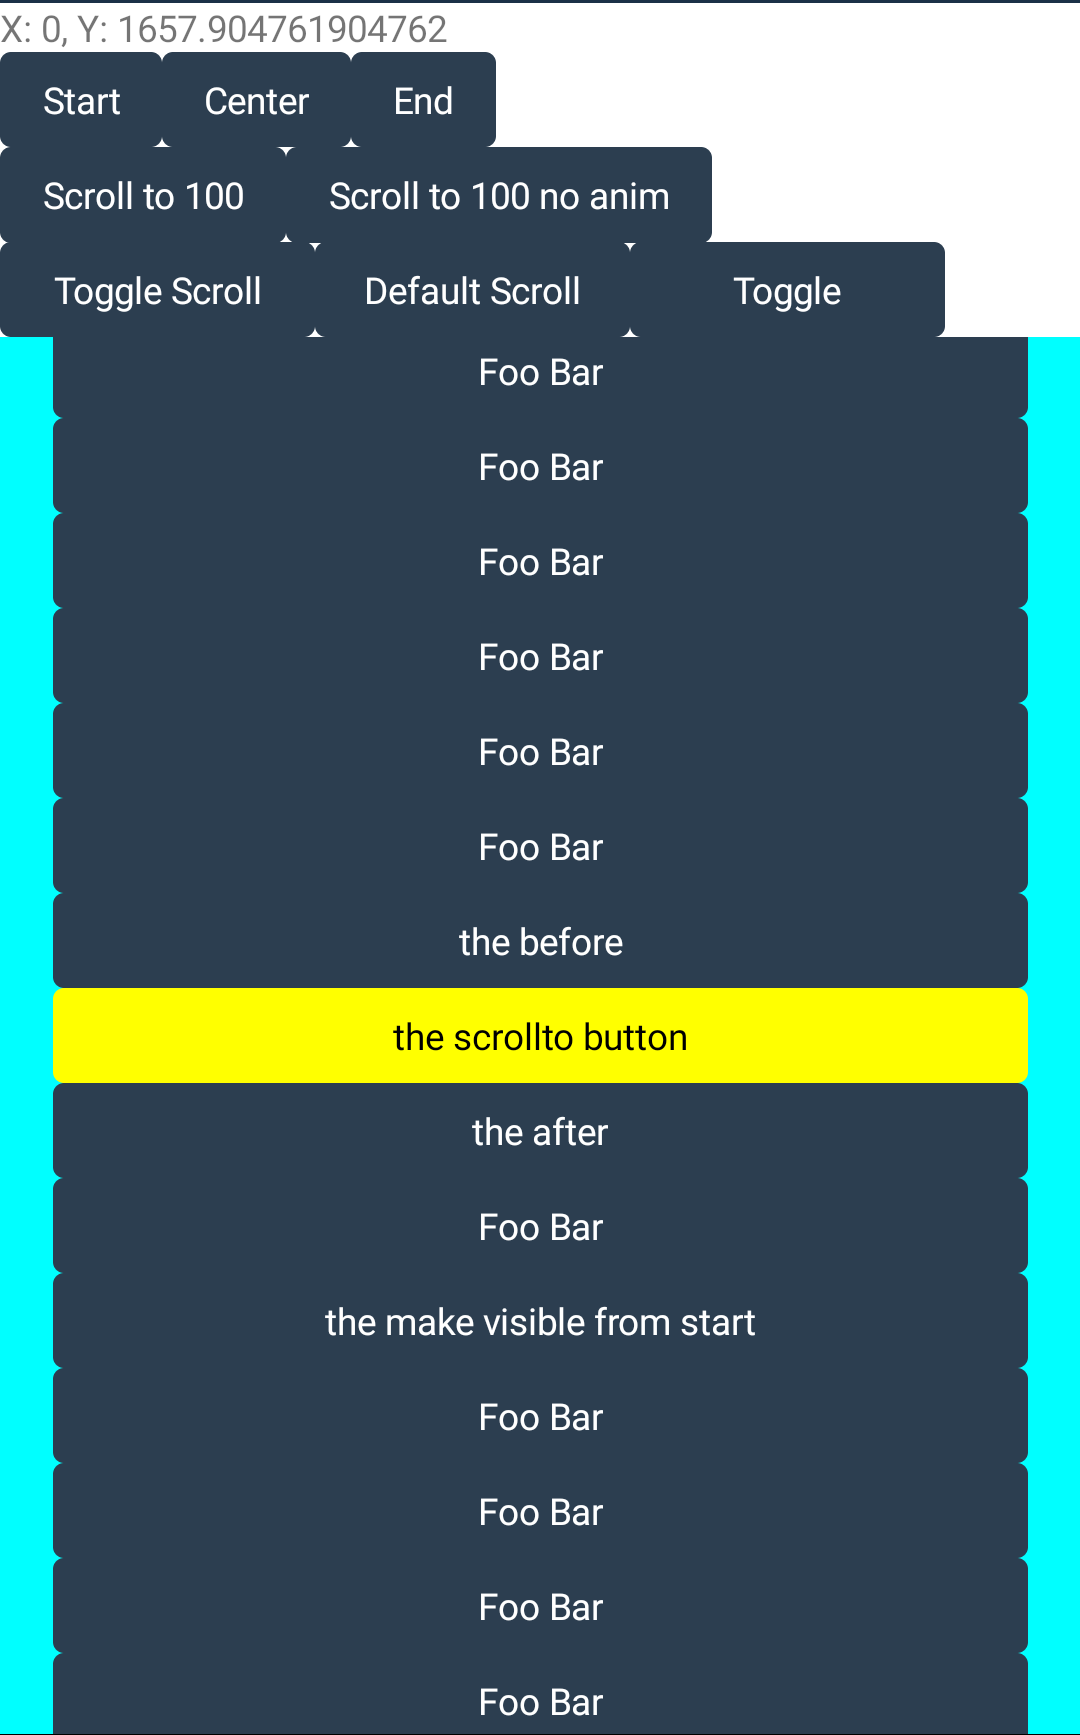 X: 0, Y: 1657.904761904762
Start Center End
Scroll to 100 Scroll to 100 no anim
Toggle Scroll Default Scroll Toggle
Foo Bar
Foo Bar
Foo Bar
Foo Bar
Foo Bar
Foo Bar
the before
the scrollto button
the after
Foo Bar
the make visible from start
Foo Bar
Foo Bar
Foo Bar
Foo Bar